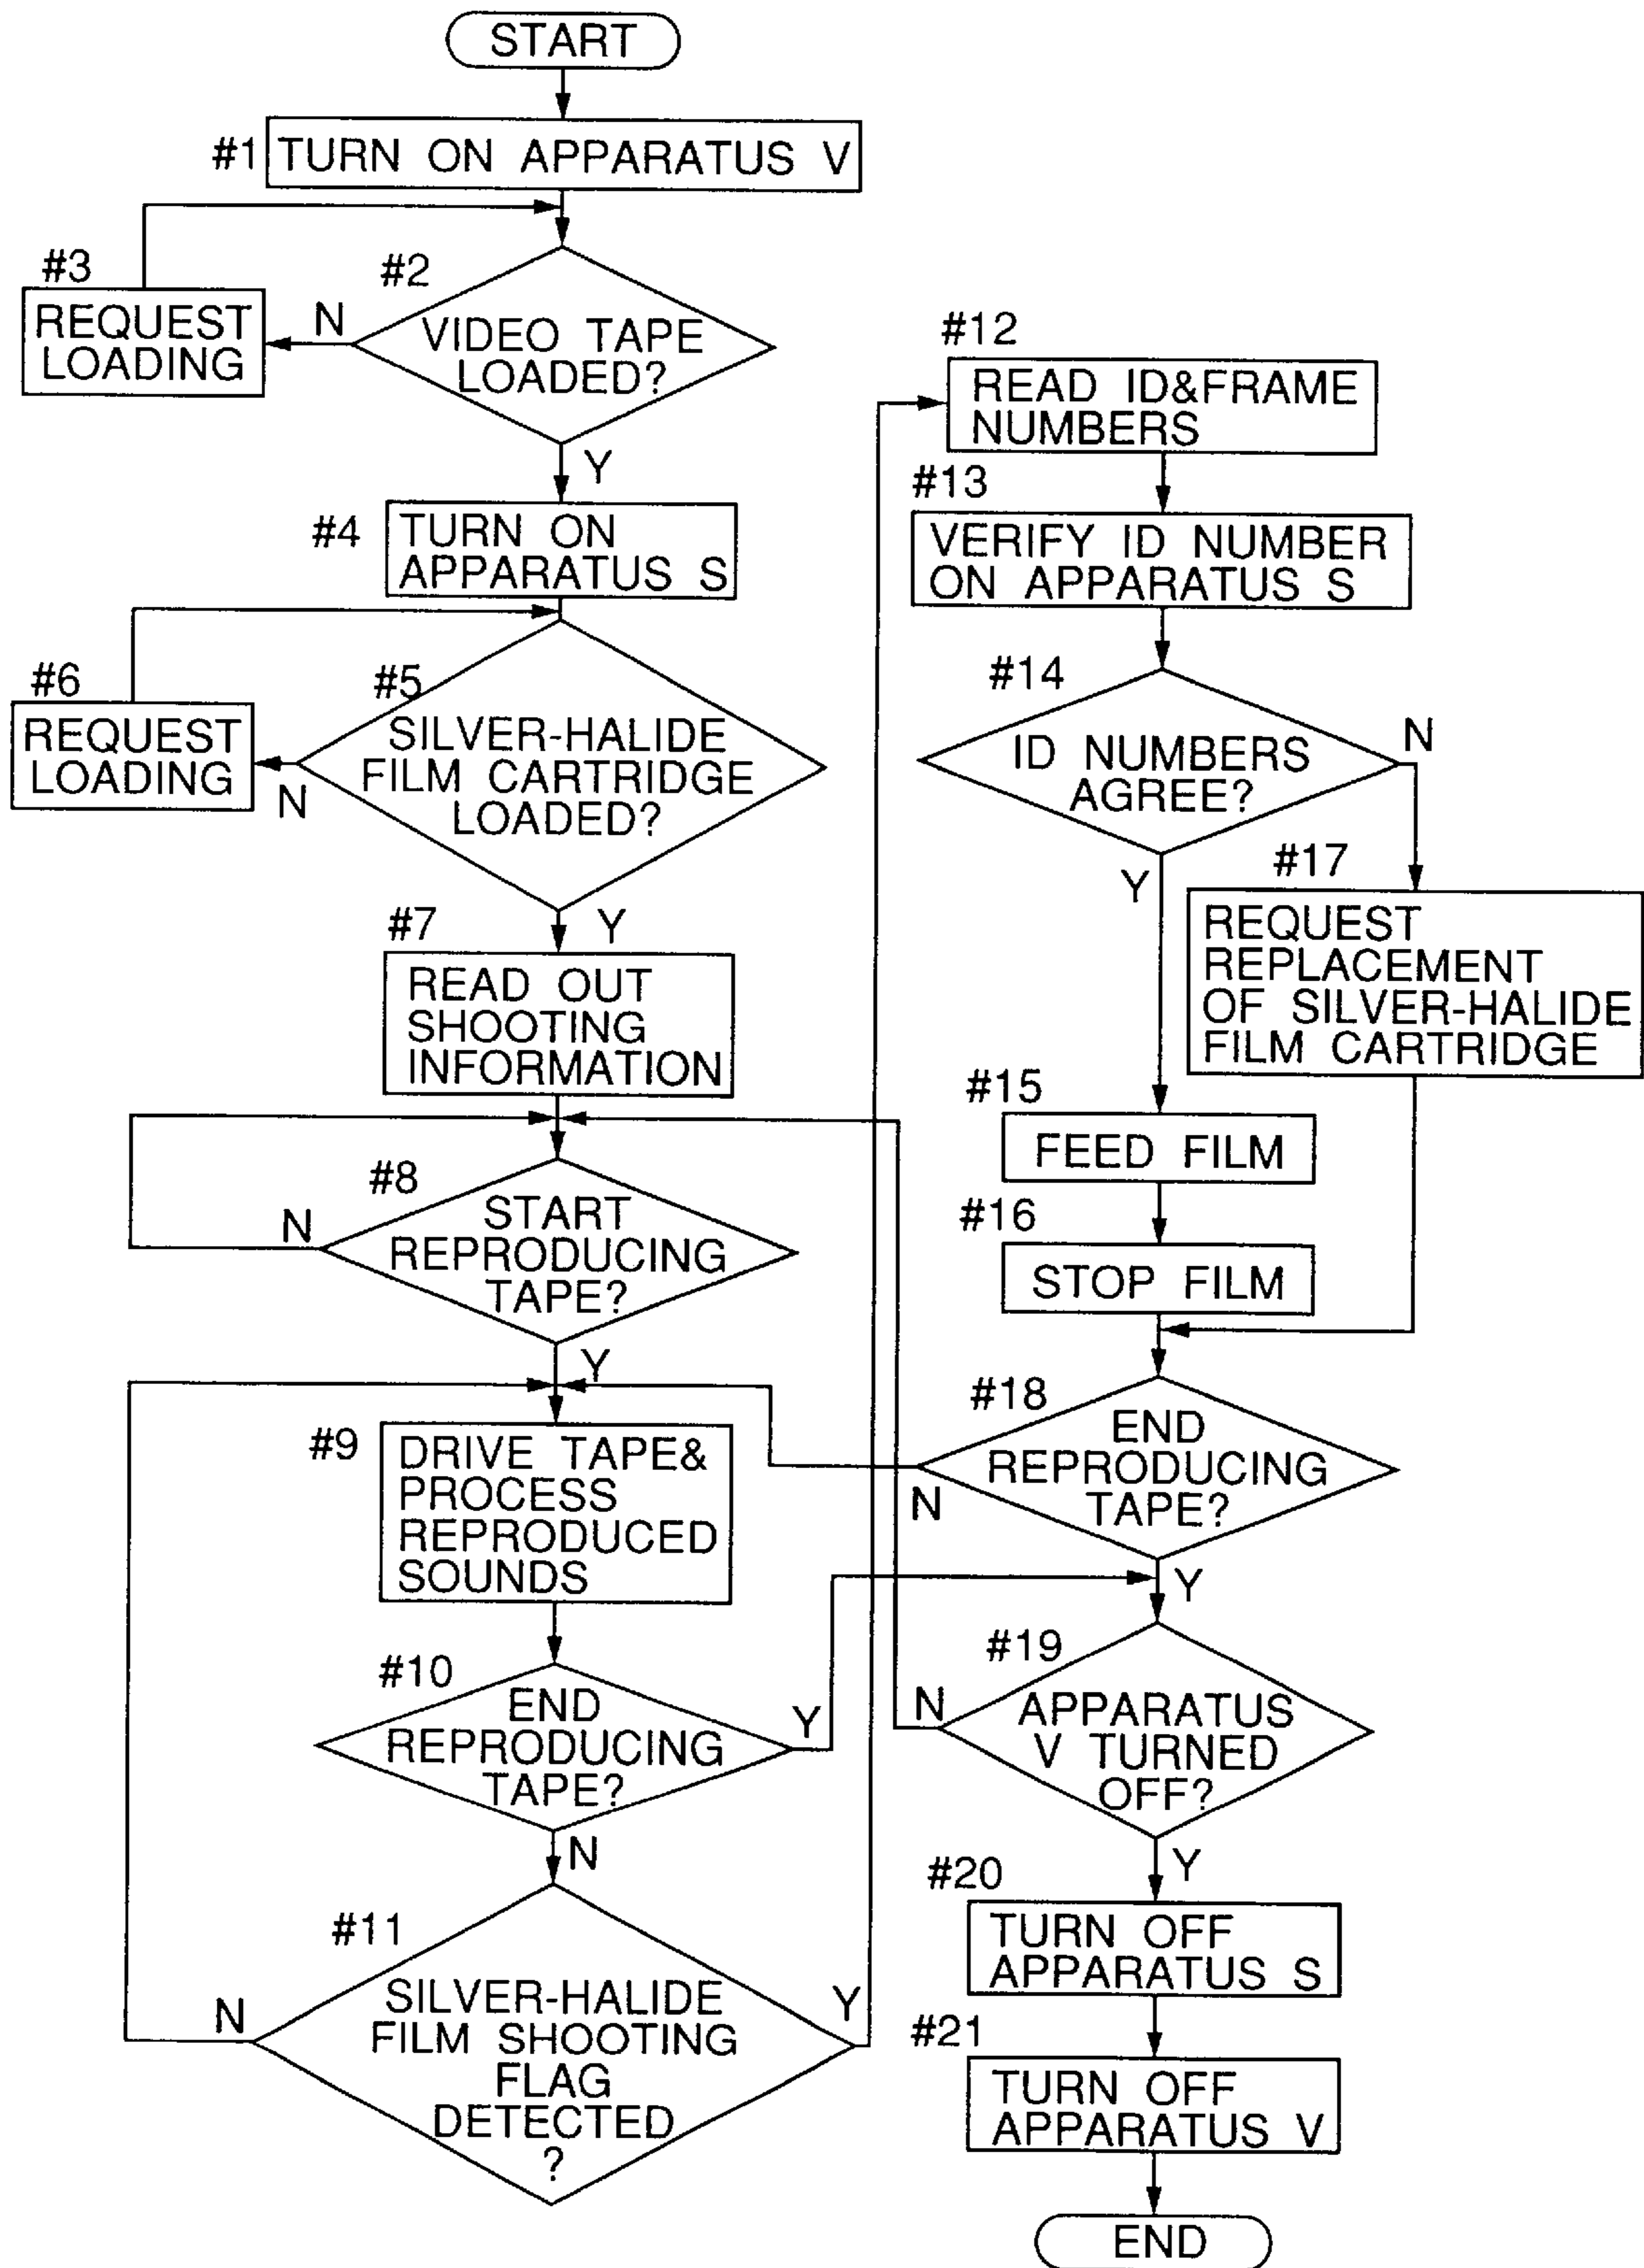 START
#1
TURN ON APPARATUS V
#2
VIDEO TAPE
LOADED?
N
Y
#3
REQUEST
LOADING
#4
TURN ON
APPARATUS S
#5
SILVER-HALIDE
FILM CARTRIDGE
LOADED?
N
Y
#6
REQUEST
LOADING
#7
READ OUT
SHOOTING
INFORMATION
#8
START
REPRODUCING
TAPE?
N
Y
#9
DRIVE TAPE&
PROCESS
REPRODUCED
SOUNDS
#10
END
REPRODUCING
TAPE?
Y
N
#11
SILVER-HALIDE
FILM SHOOTING
FLAG
DETECTED
?
N
Y
#12
READ ID&FRAME
NUMBERS
#13
VERIFY ID NUMBER
ON APPARATUS S
#14
ID NUMBERS
AGREE?
N
Y
#17
REQUEST
REPLACEMENT
OF SILVER-HALIDE
FILM CARTRIDGE
#15
FEED FILM
#16
STOP FILM
#18
END
REPRODUCING
TAPE?
N
Y
#19
APPARATUS
V TURNED
OFF?
N
Y
#20
TURN OFF
APPARATUS S
#21
TURN OFF
APPARATUS V
END